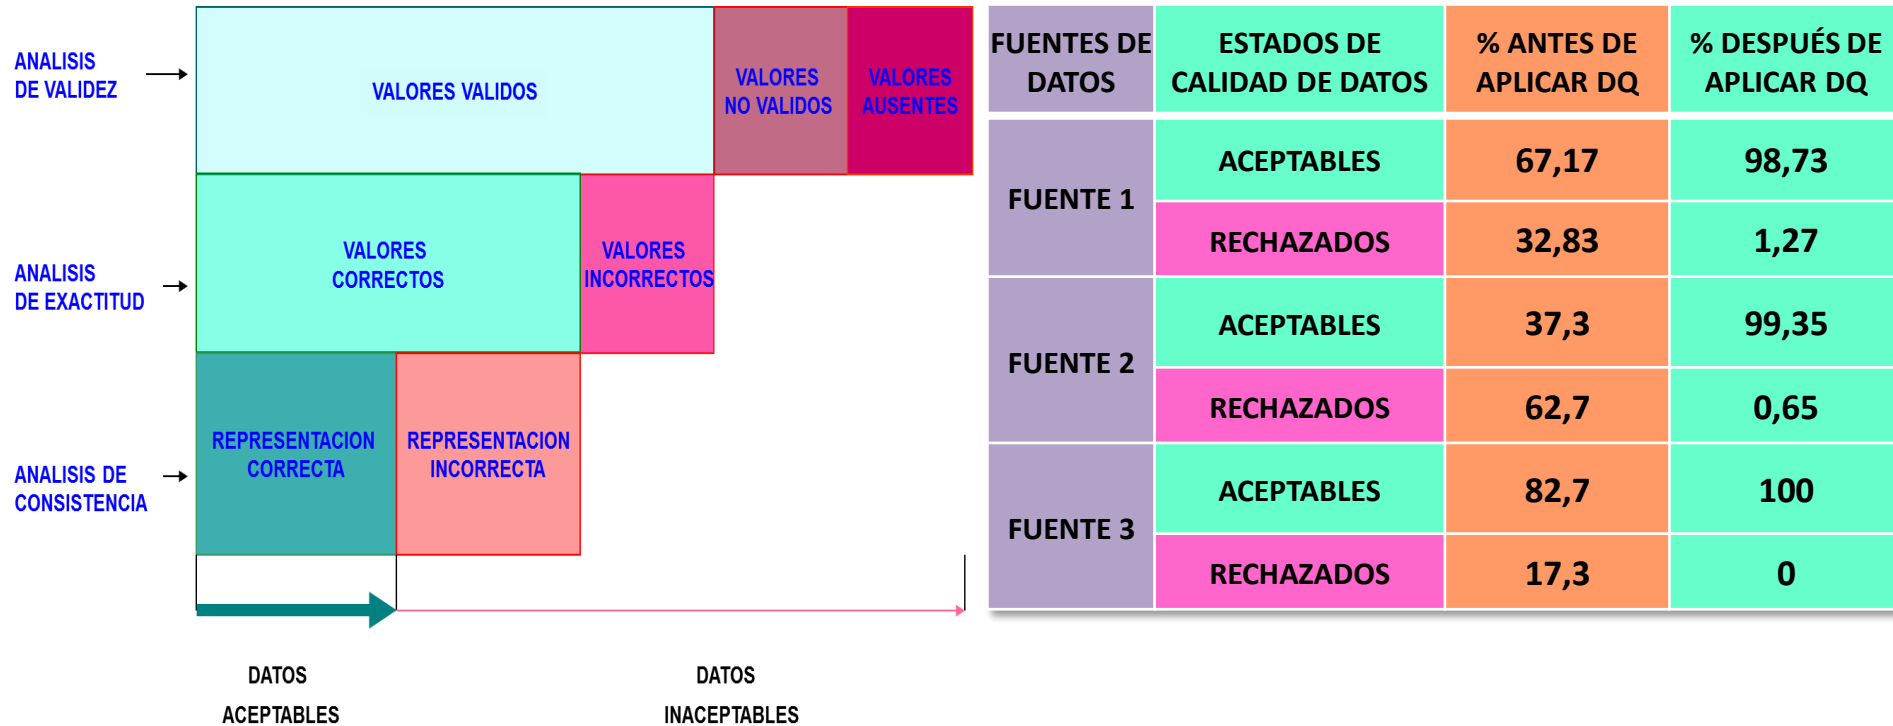 ANALISIS
DE VALIDEZ
VALORES VALIDOS
VALORES
NO VALIDOS
VALORES
AUSENTES
ANALISIS
DE EXACTITUD
VALORES
CORRECTOS
VALORES
INCORRECTOS
ANALISIS DE
CONSISTENCIA
REPRESENTACION
CORRECTA
REPRESENTACION
INCORRECTA
DATOS
ACEPTABLES
DATOS
INACEPTABLES
FUENTES DE
DATOS
ESTADOS DE
CALIDAD DE DATOS
% ANTES DE
APLICAR DQ
% DESPUÉS DE
APLICAR DQ
FUENTE 1
ACEPTABLES
67,17
98,73
RECHAZADOS
32,83
1,27
FUENTE 2
ACEPTABLES
37,3
99,35
RECHAZADOS
62,7
0,65
FUENTE 3
ACEPTABLES
82,7
100
RECHAZADOS
17,3
0